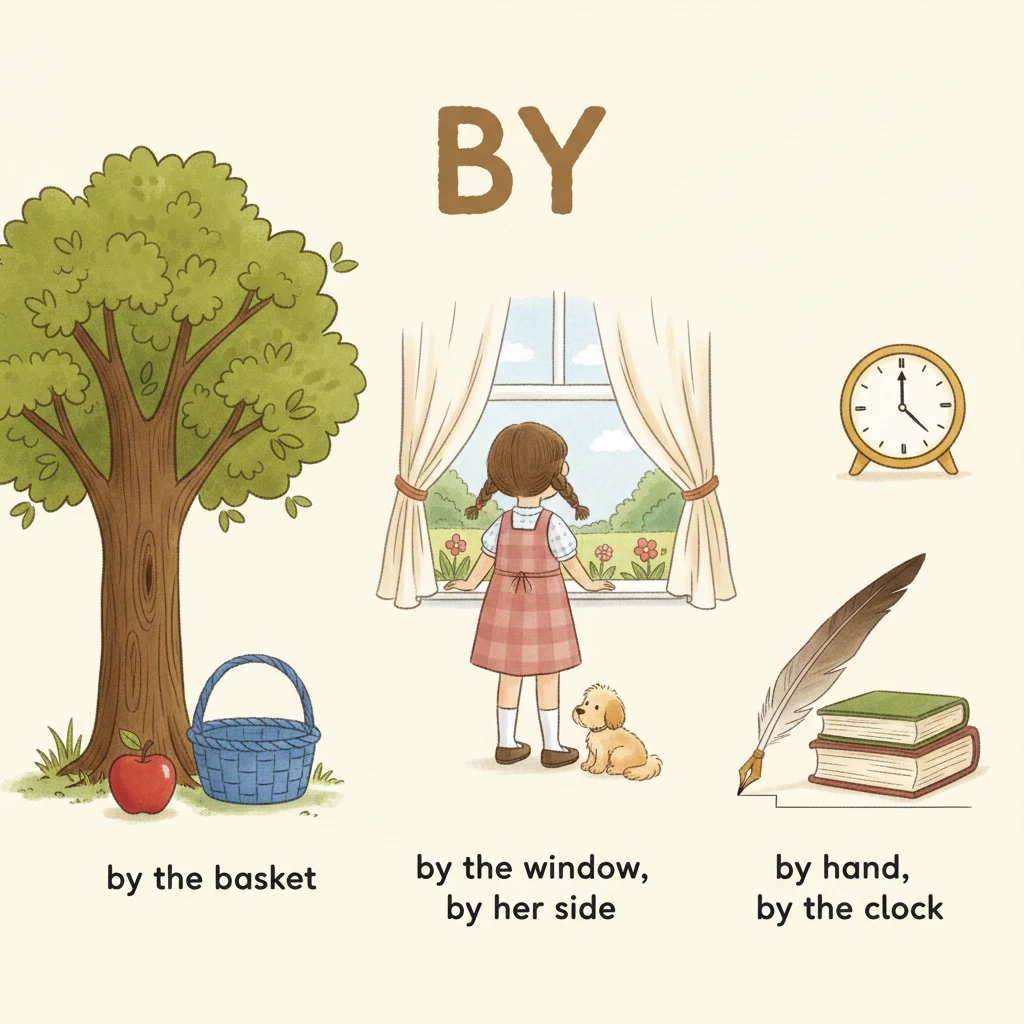 BY
by the basket
by the window,
by her side
by hand,
by the clock